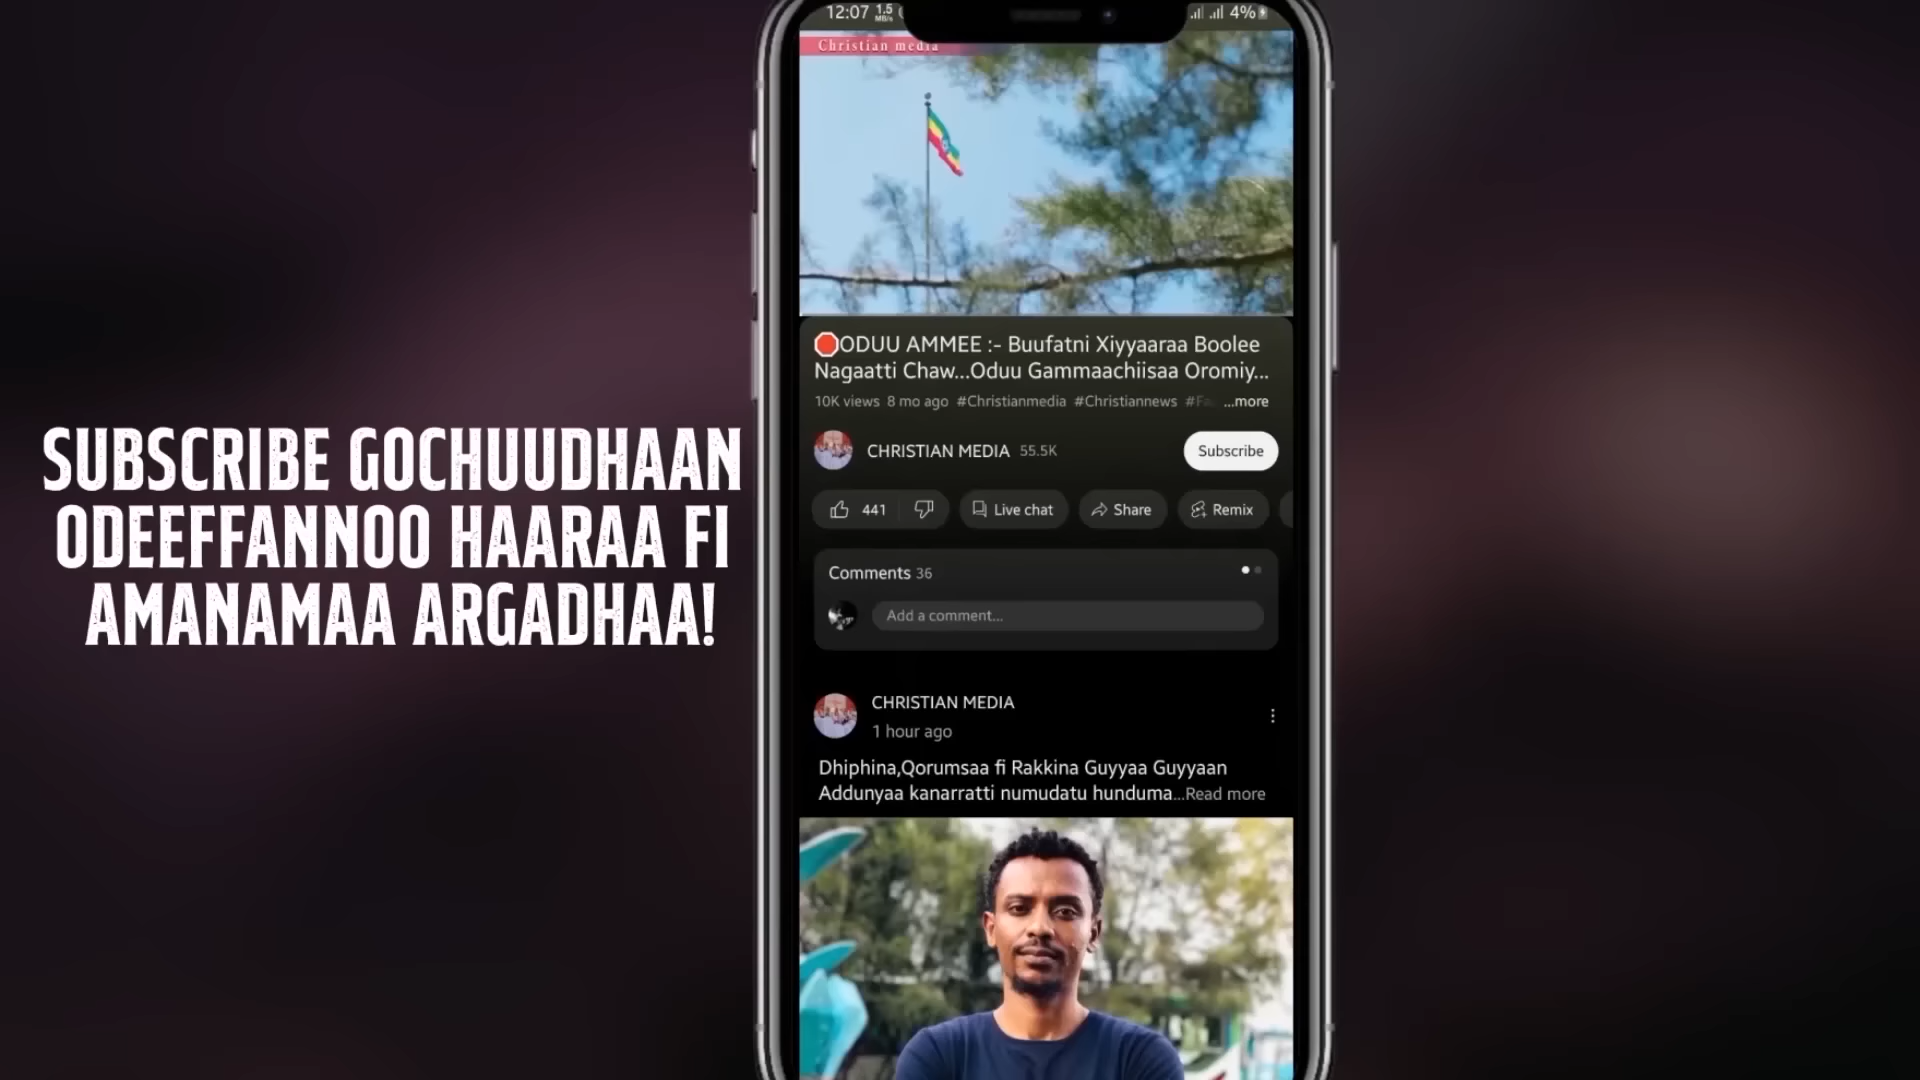 SUBSCRIBE GOCHUUDHAAN
ODEEFFANNOO HAARAA FI
AMANAMAA ARGADHAA!
12:07 1.5 MB/s
4%
Christian media
ODUU AMMEE :- Buufatni Xiyyaaraa Boolee
Nagaatti Chaw...Oduu Gammaachiisaa Oromiy...
10K views 8 mo ago #Christianmedia #Christiannews ...more
CHRISTIAN MEDIA 55.5K
Subscribe
441
Live chat
Share
Remix
Comments 36
Add a comment...
CHRISTIAN MEDIA
1 hour ago
Dhiphina,Qorumsaa fi Rakkina Guyyaa Guyyaan
Addunyaa kanarratti numudatu hunduma...Read more